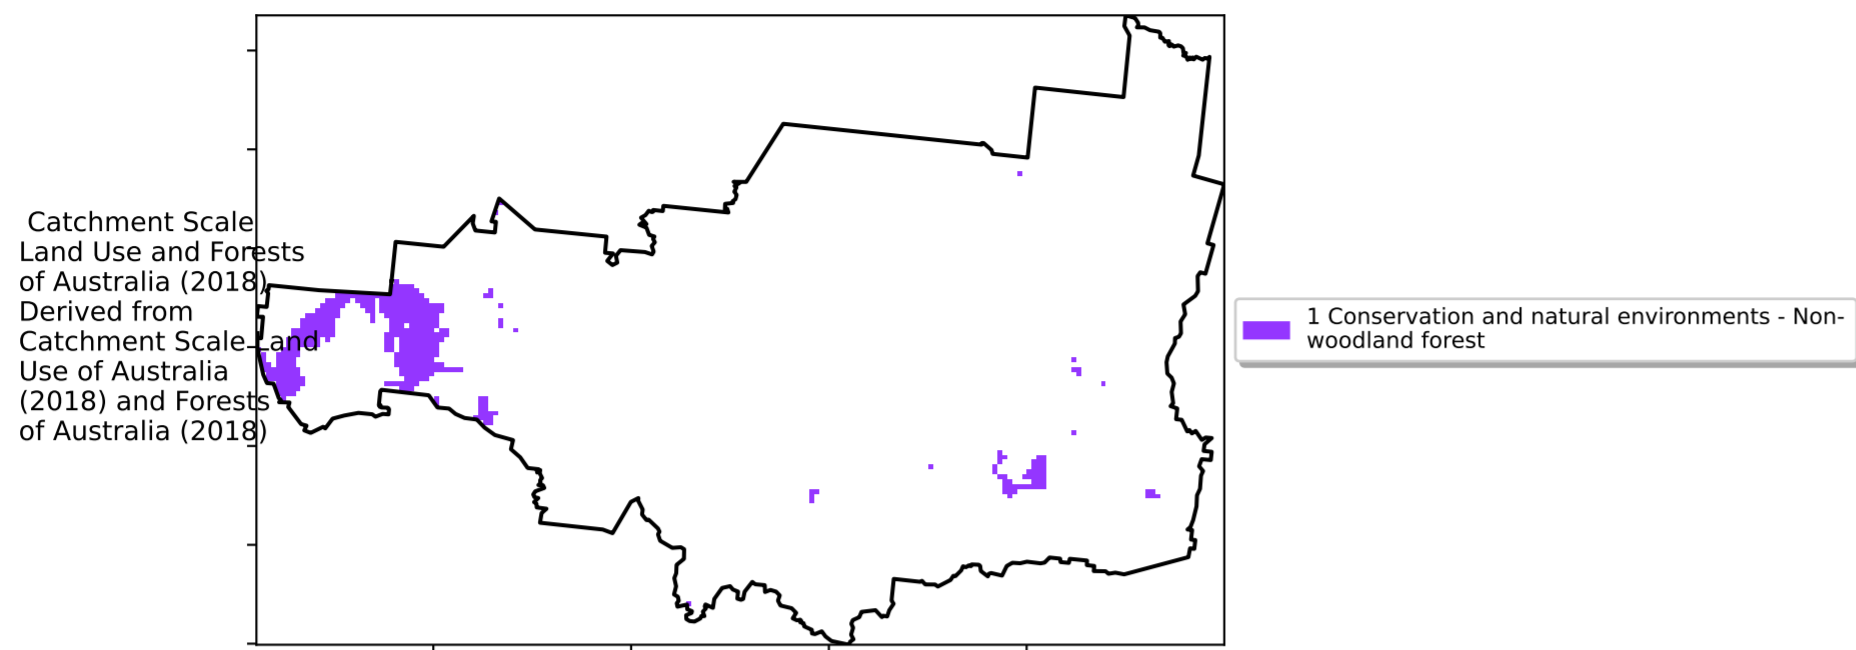 Catchment Scale
Land Use and Forests
of Australia (2018)
Derived from
Catchment Scale Land
Use of Australia
(2018) and Forests
of Australia (2018)
1 Conservation and natural environments - Non-
woodland forest